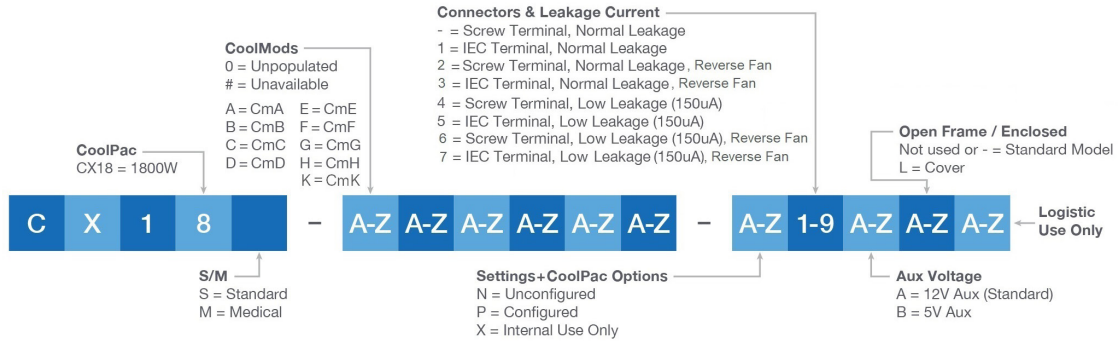 Connectors & Leakage Current
- = Screw Terminal, Normal Leakage
1 = IEC Terminal, Normal Leakage
2 = Screw Terminal, Normal Leakage, Reverse Fan
3 = IEC Terminal, Normal Leakage, Reverse Fan
4 = Screw Terminal, Low Leakage (150uA)
5 = IEC Terminal, Low Leakage (150uA)
6 = Screw Terminal, Low Leakage (150uA), Reverse Fan
7 = IEC Terminal, Low Leakage (150uA), Reverse Fan
CoolMods
0 = Unpopulated
# = Unavailable
A = CmA E = CmE
B = CmB F = CmF
C = CmC G = CmG
D = CmD H = CmH
K = CmK
CoolPac
CX18 = 1800W
Open Frame / Enclosed
Not used or - = Standard Model
L = Cover
C X 1 8 - A-Z A-Z A-Z A-Z A-Z A-Z - A-Z 1-9 A-Z A-Z A-Z
Logistic
Use Only
S/M
S = Standard
M = Medical
Settings+CoolPac Options
N = Unconfigured
P = Configured
X = Internal Use Only
Aux Voltage
A = 12V Aux (Standard)
B = 5V Aux